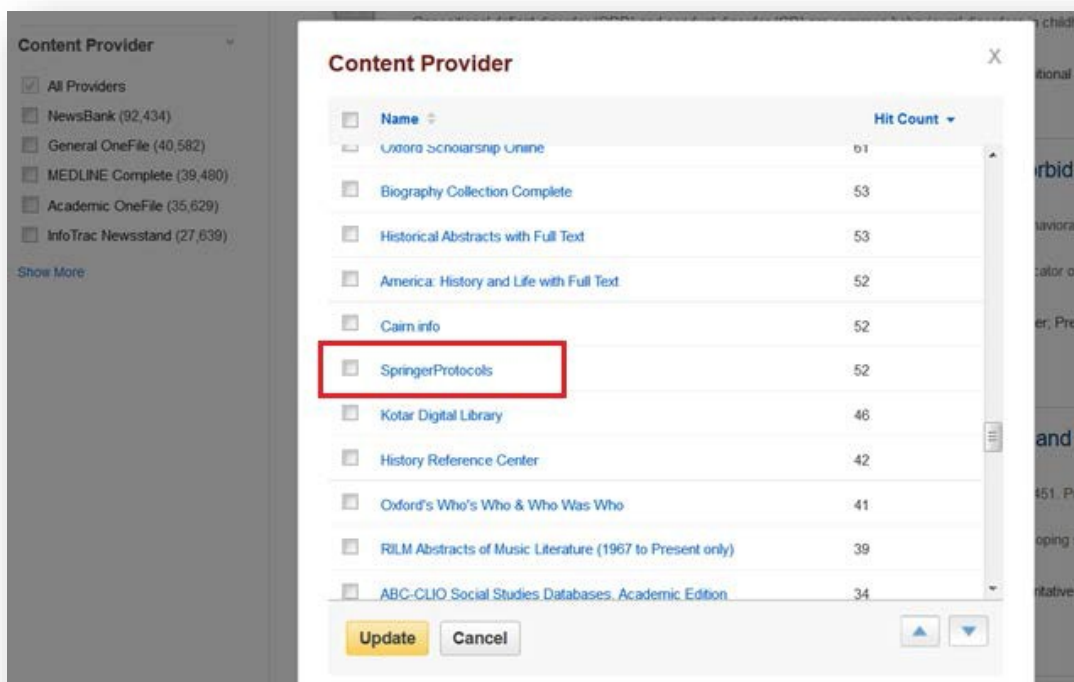 Content Provider
All Providers
NewsBank (92,434)
General OneFile (40,582)
MEDLINE Complete (39,480)
Academic OneFile (35,629)
InfoTrac Newsstand (27,639)
Show More
Content Provider
X
Name Hit Count
Oxford Scholarship Online 61
Biography Collection Complete 53
Historical Abstracts with Full Text 53
America: History and Life with Full Text 52
Cairn.info 52
SpringerProtocols 52
Kotar Digital Library 46
History Reference Center 42
Oxford's Who's Who & Who Was Who 41
RILM Abstracts of Music Literature (1967 to Present only) 39
ABC-CLIO Social Studies Databases, Academic Edition 34
Update Cancel
and